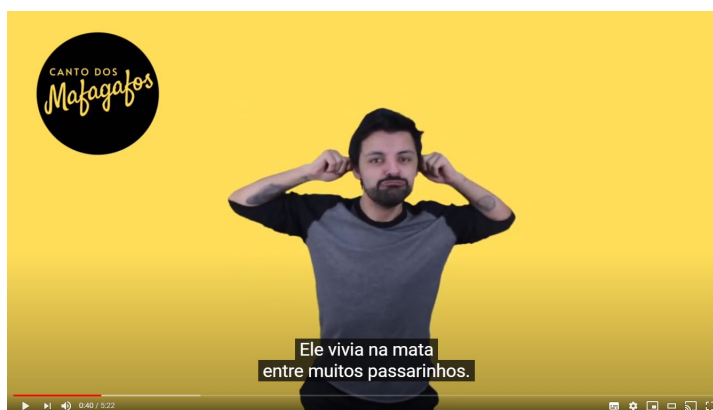 CANTO DOS
Mafagafos
Ele vivia na mata
entre muitos passarinhos.
0:40 / 5:22